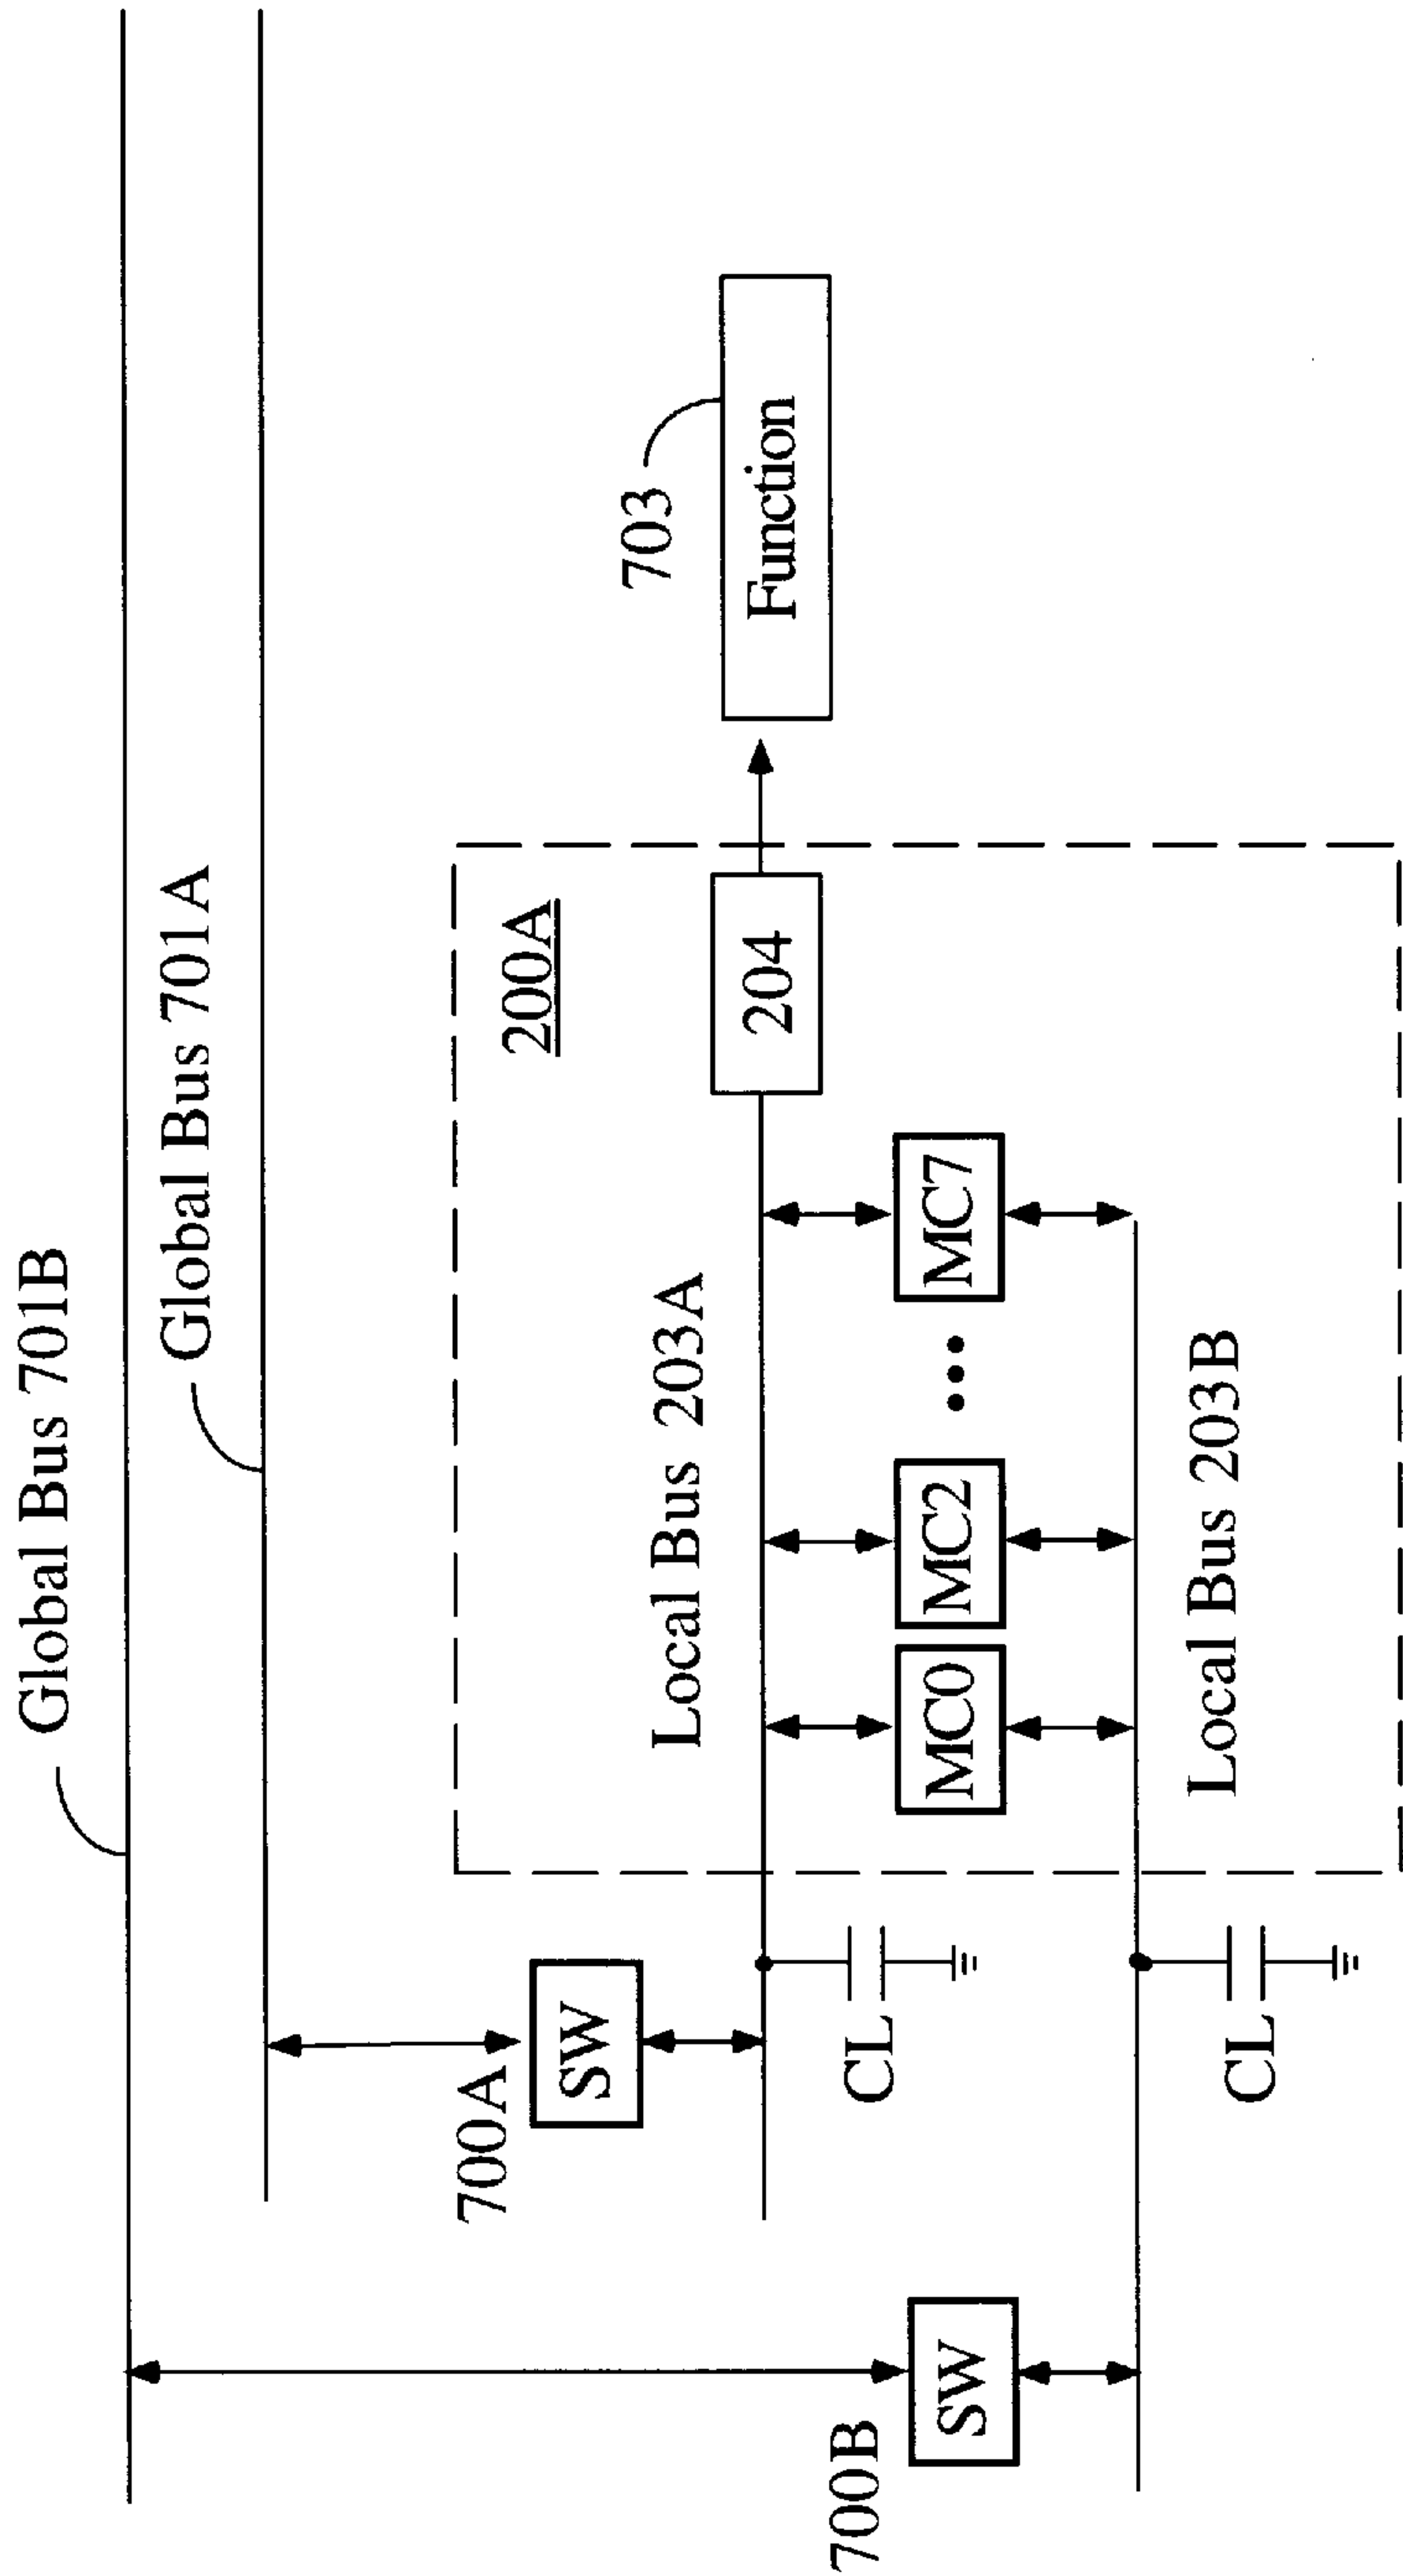 Global Bus 701B
Global Bus 701A
700A
SW
200A
Local Bus 203A
204
703
Function
CL
MC0
MC2
MC7
700B
SW
Local Bus 203B
CL